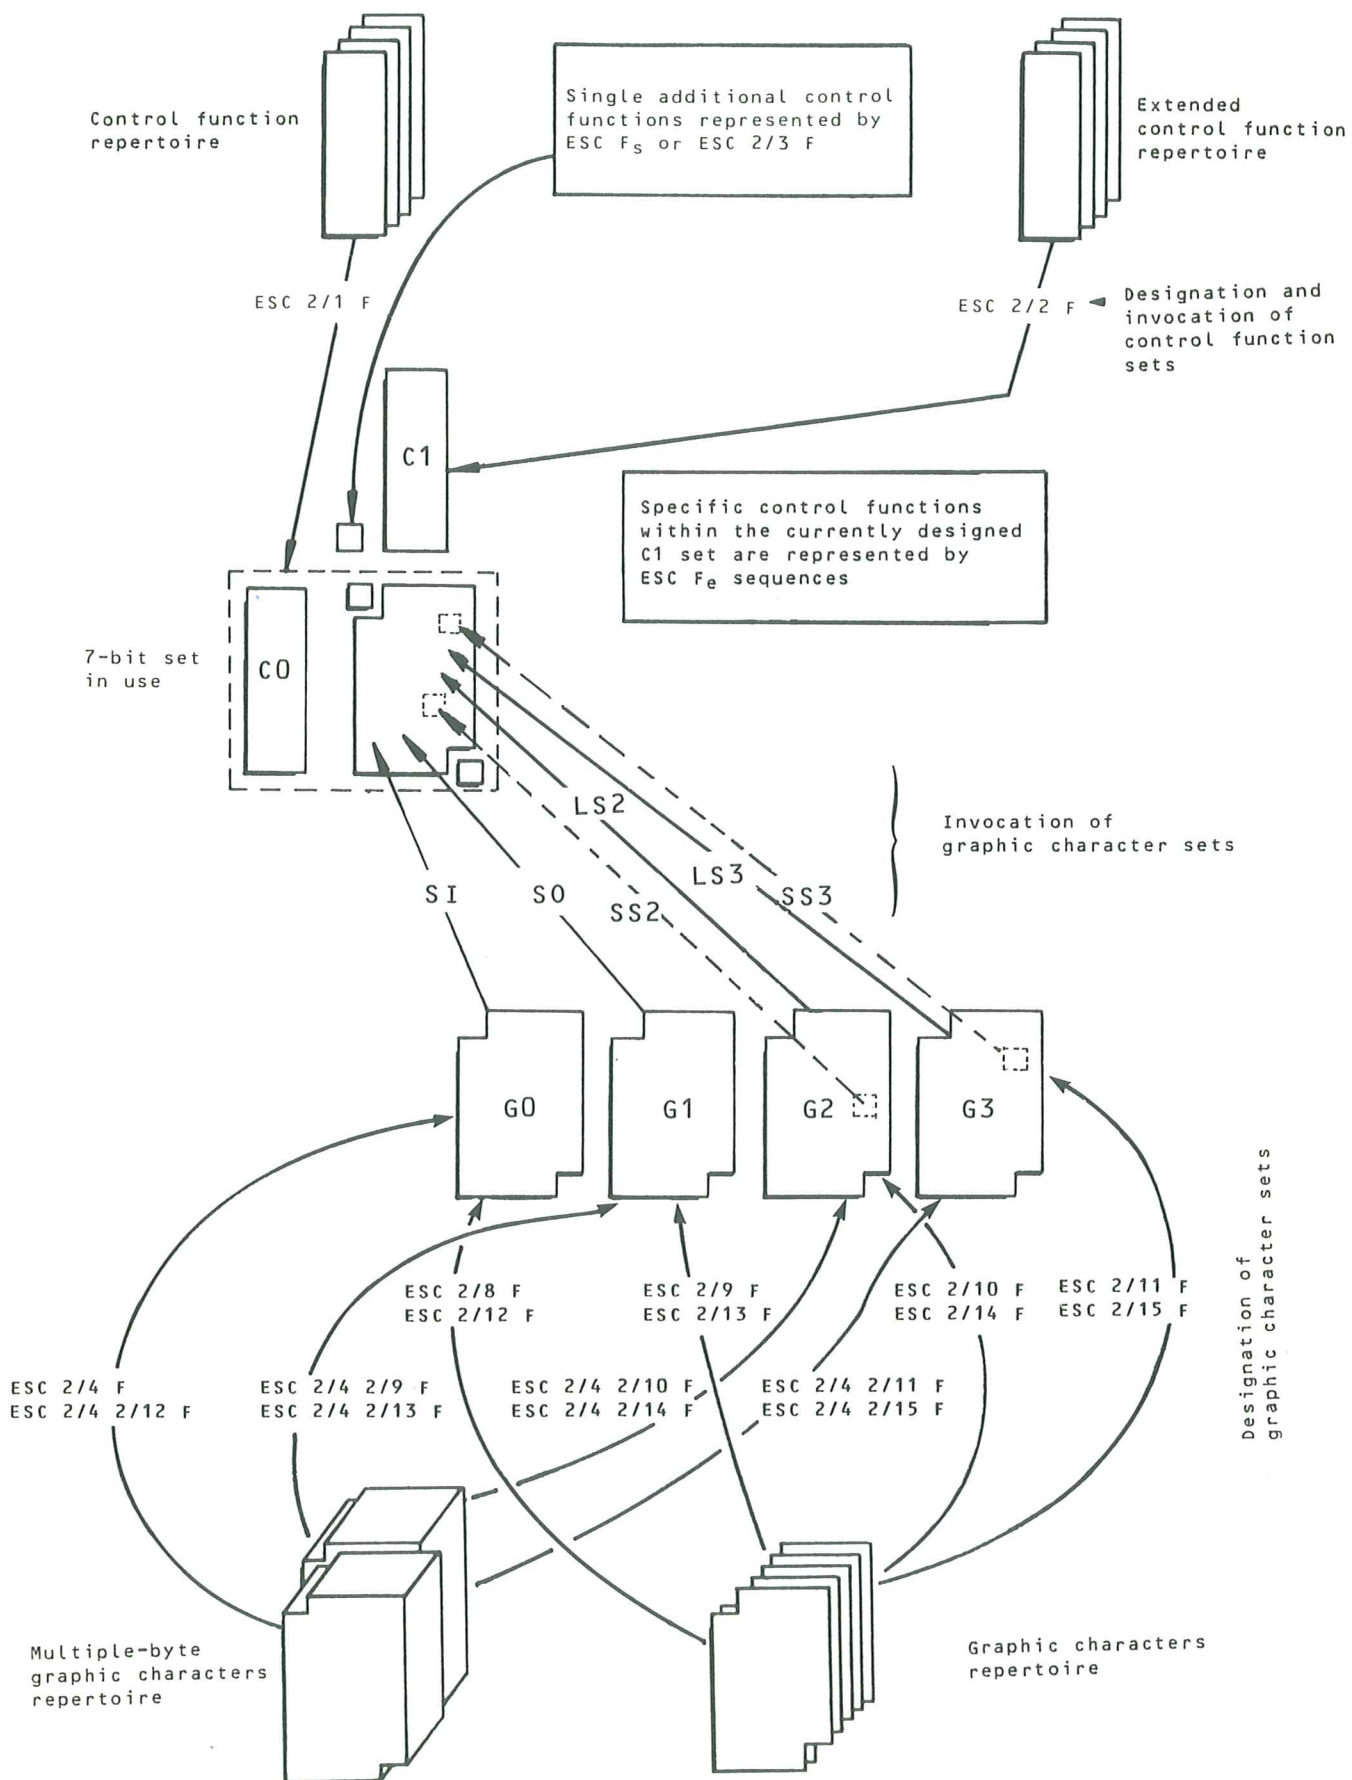 Control function
repertoire
Single additional control
functions represented by
ESC Fs or ESC 2/3 F
Extended
control function
repertoire
ESC 2/1 F
ESC 2/2 F
Designation and
invocation of
control function
sets
C1
Specific control functions
within the currently designed
C1 set are represented by
ESC Fe sequences
7-bit set
in use
C0
LS2
LS3
SS3
SI
SO
SS2
Invocation of
graphic character sets
G0
G1
G2
G3
Designation of
graphic character sets
ESC 2/8 F
ESC 2/12 F
ESC 2/9 F
ESC 2/13 F
ESC 2/10 F
ESC 2/14 F
ESC 2/11 F
ESC 2/15 F
ESC 2/4 F
ESC 2/4 2/12 F
ESC 2/4 2/9 F
ESC 2/4 2/13 F
ESC 2/4 2/10 F
ESC 2/4 2/14 F
ESC 2/4 2/11 F
ESC 2/4 2/15 F
Multiple-byte
graphic characters
repertoire
Graphic characters
repertoire